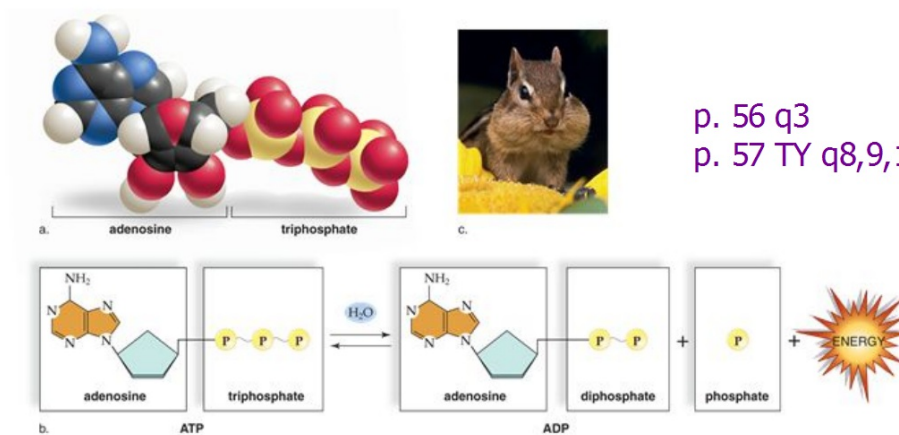 p. 56 q3
p. 57 TY q8,9,
a.
adenosine
triphosphate
c.
NH₂
N
N
N
N
P P P
H₂O
NH₂
N
N
N
N
P P
+
P
+
ENERGY
adenosine
triphosphate
adenosine
diphosphate
phosphate
b.
ATP
ADP